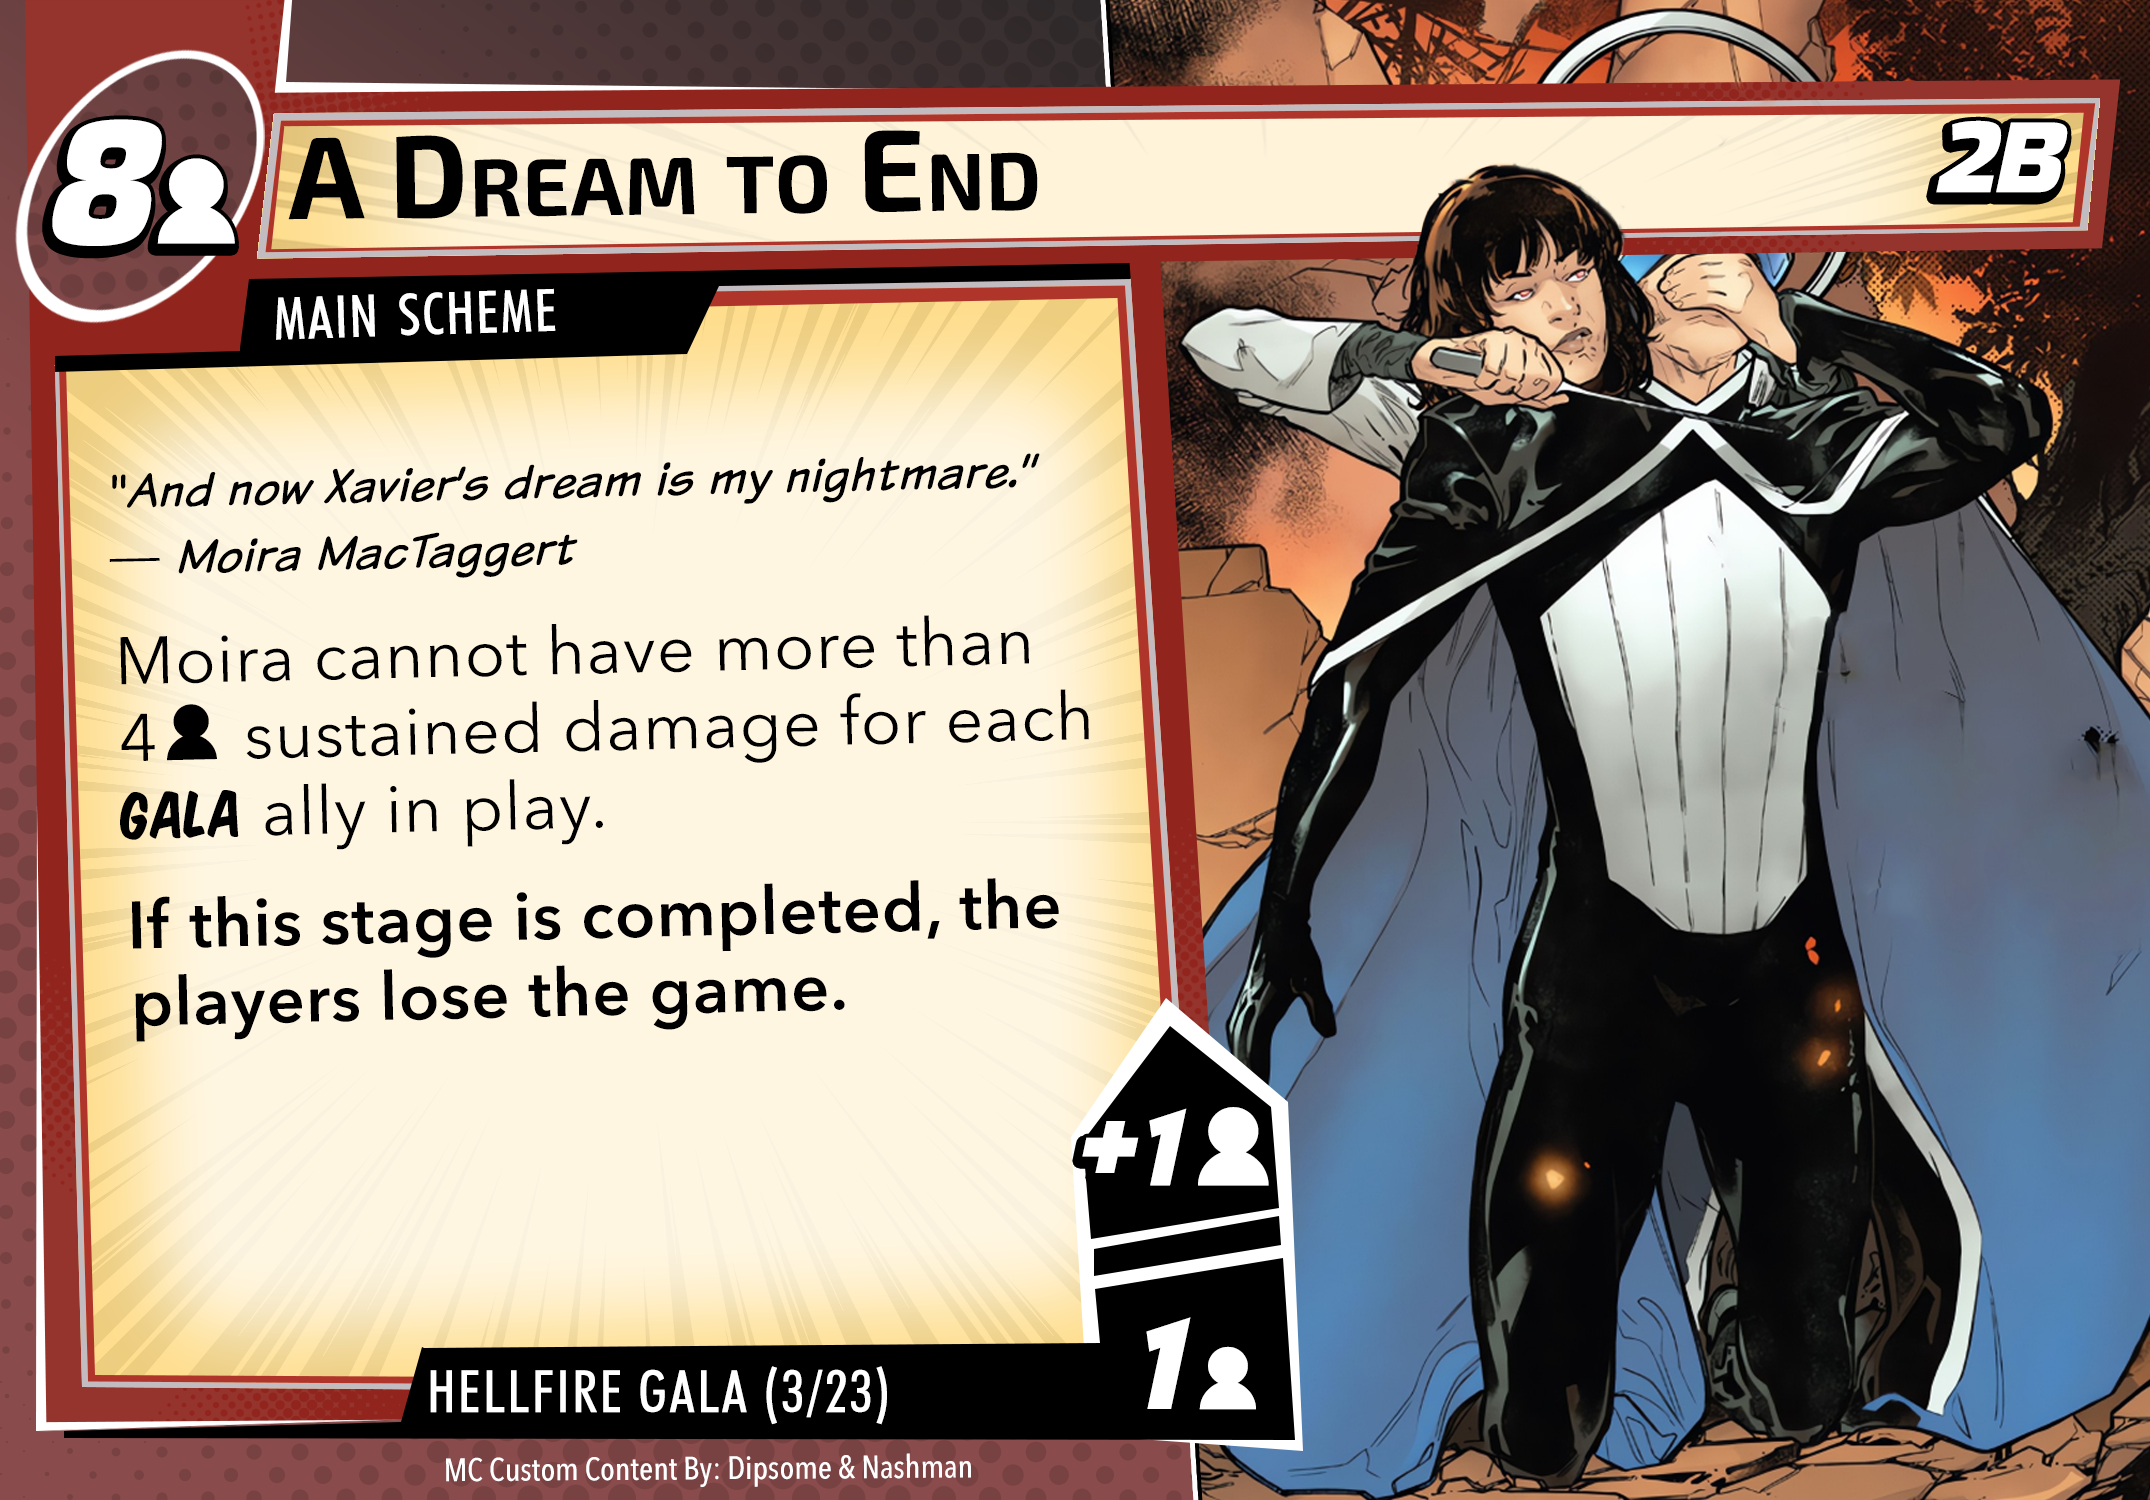 8
A Dream to End
2B
MAIN SCHEME
"And now Xavier's dream is my nightmare."
— Moira MacTaggert
Moira cannot have more than
4 sustained damage for each
GALA ally in play.
If this stage is completed, the
players lose the game.
+1
1
HELLFIRE GALA (3/23)
MC Custom Content By: Dipsome & Nashman